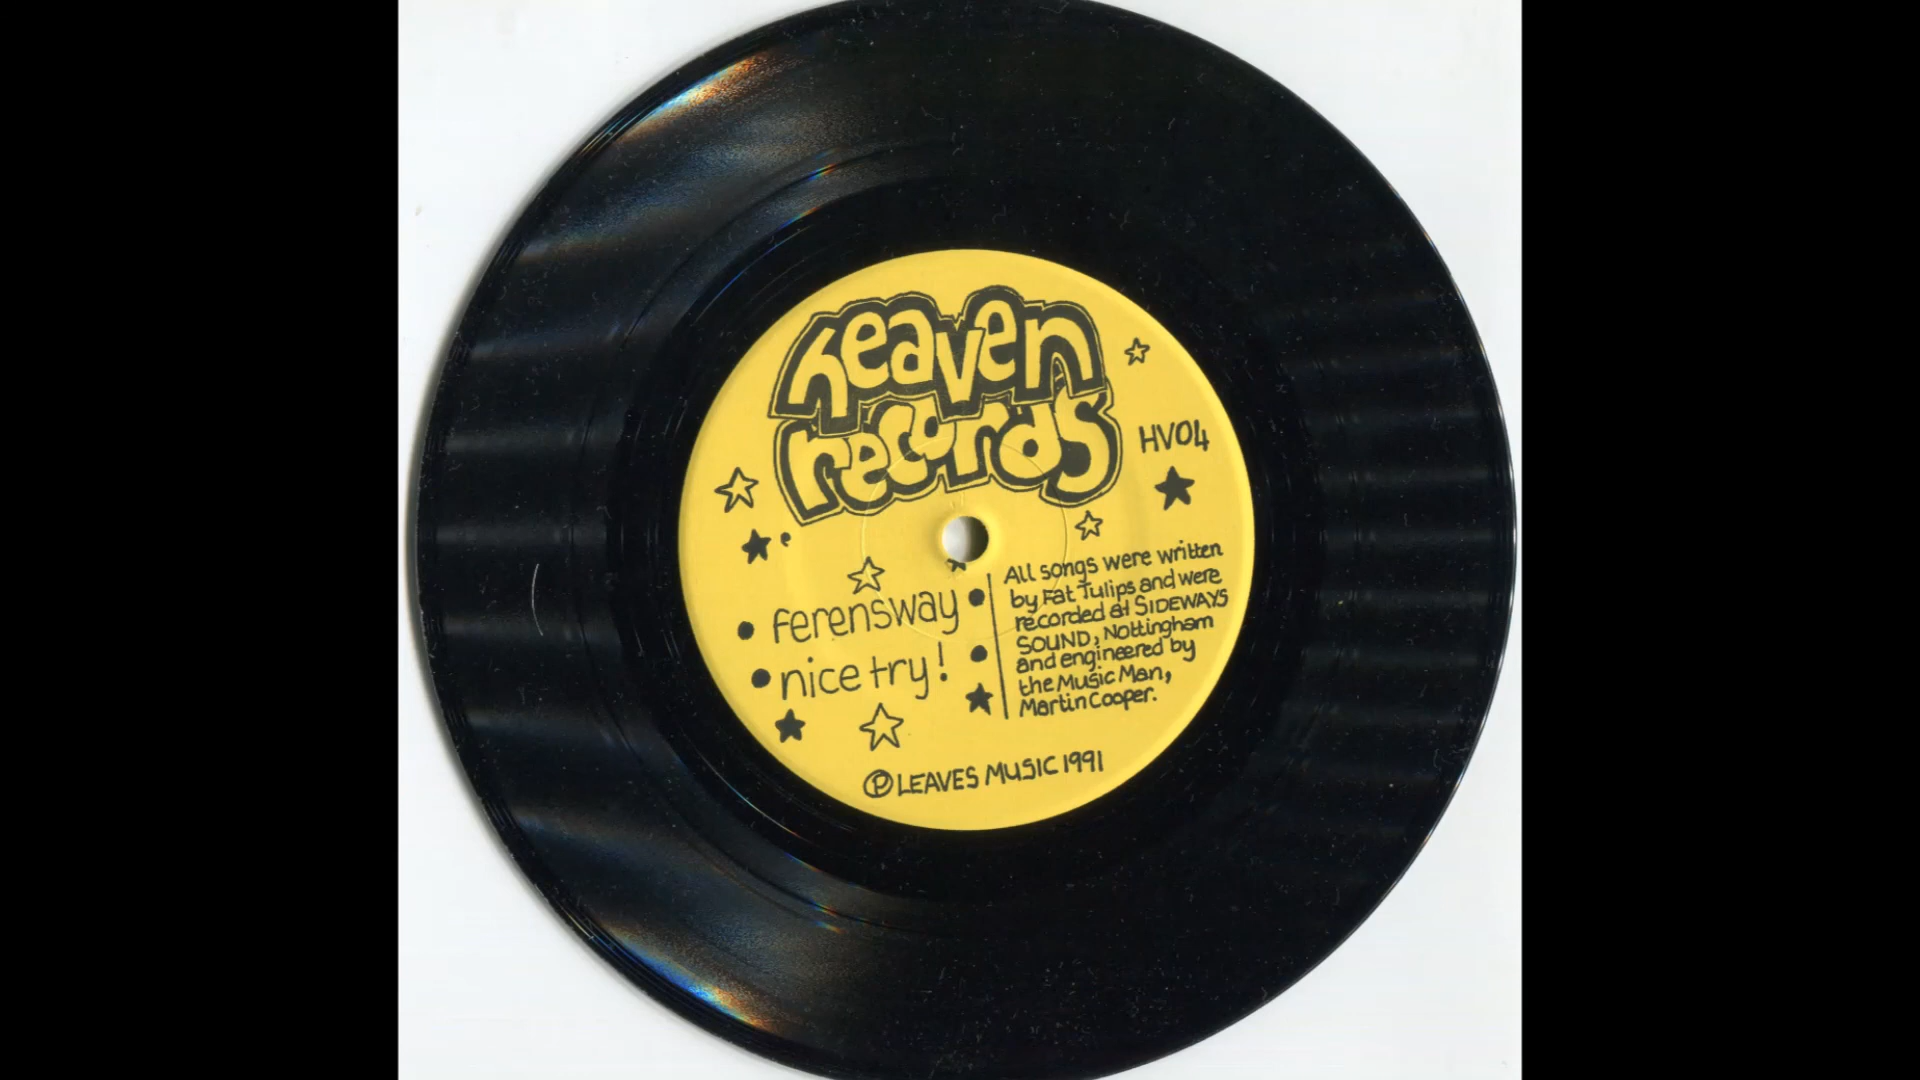 heaven
records
HV04
ferensway
nice try!
All songs were written
by Fat Tulips and were
recorded at SIDEWAYS
SOUND, Nottingham
and engineered by
the Music Man,
Martin Cooper.
Ⓟ LEAVES MUSIC 1991